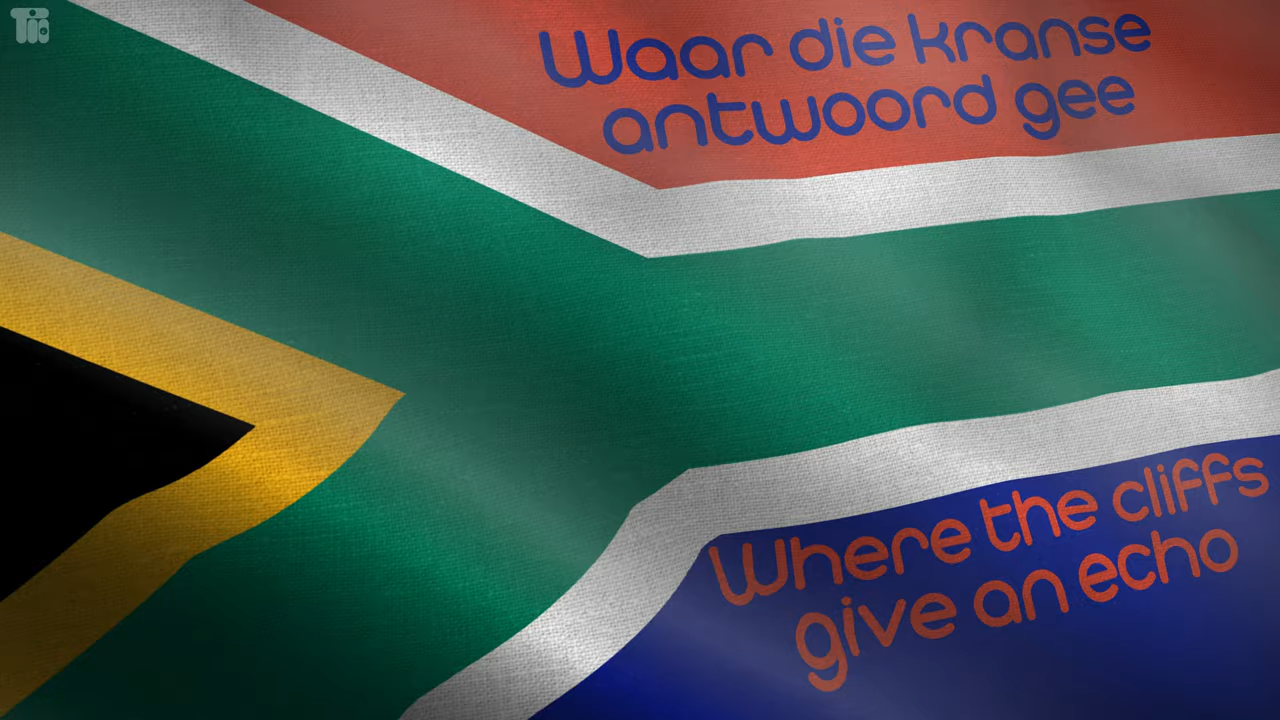 Waar die kranse
antwoord gee
Where the cliffs
give an echo